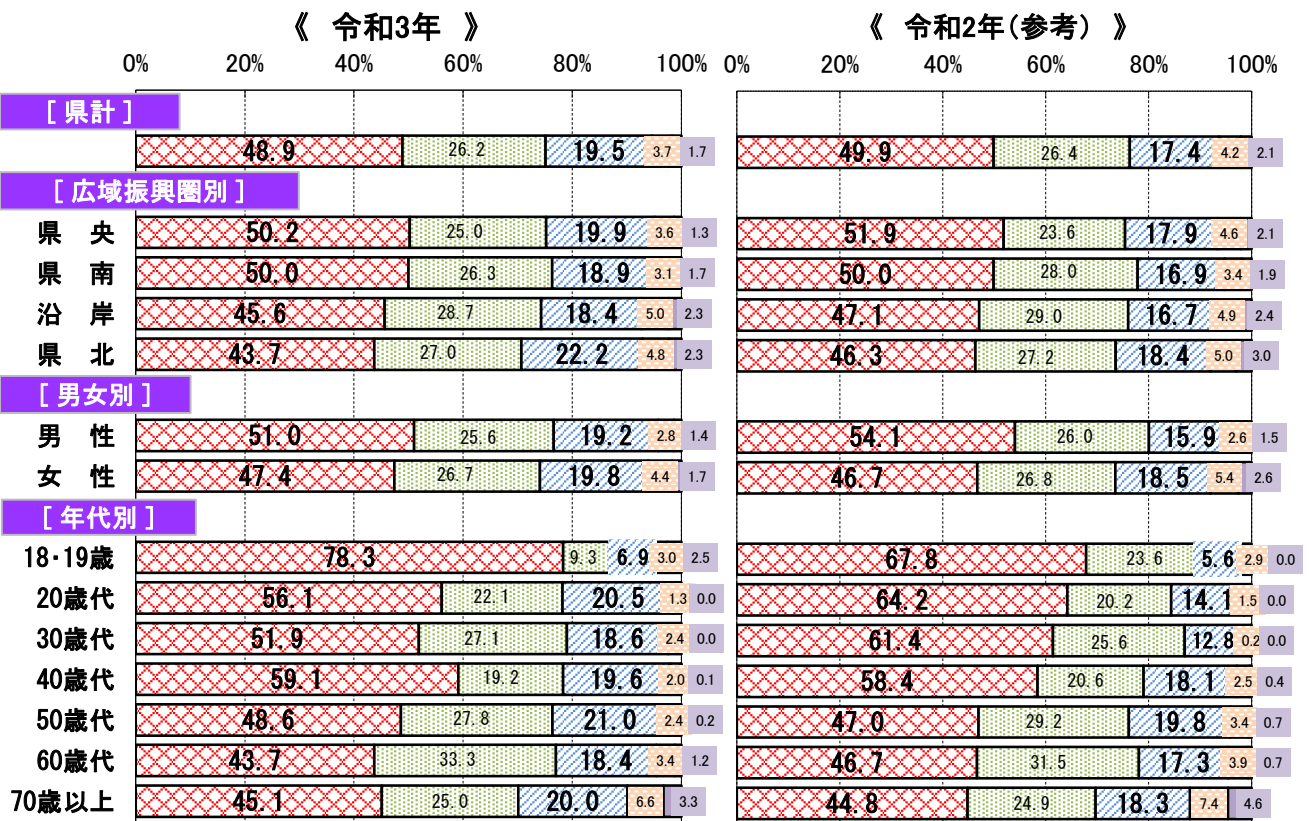 《 令和3年 》 《 令和2年(参考) 》
0% 20% 40% 60% 80% 100% 0% 20% 40% 60% 80% 100%
[ 県計 ]
48.9 26.2 19.5 3.7 1.7 49.9 26.4 17.4 4.2 2.1
[ 広域振興圏別 ]
県 央 50.2 25.0 19.9 3.6 1.3 51.9 23.6 17.9 4.6 2.1
県 南 50.0 26.3 18.9 3.1 1.7 50.0 28.0 16.9 3.4 1.9
沿 岸 45.6 28.7 18.4 5.0 2.3 47.1 29.0 16.7 4.9 2.4
県 北 43.7 27.0 22.2 4.8 2.3 46.3 27.2 18.4 5.0 3.0
[ 男女別 ]
男 性 51.0 25.6 19.2 2.8 1.4 54.1 26.0 15.9 2.6 1.5
女 性 47.4 26.7 19.8 4.4 1.7 46.7 26.8 18.5 5.4 2.6
[ 年代別 ]
18・19歳 78.3 9.3 6.9 3.0 2.5 67.8 23.6 5.6 2.9 0.0
20歳代 56.1 22.1 20.5 1.3 0.0 64.2 20.2 14.1 1.5 0.0
30歳代 51.9 27.1 18.6 2.4 0.0 61.4 25.6 12.8 0.2 0.0
40歳代 59.1 19.2 19.6 2.0 0.1 58.4 20.6 18.1 2.5 0.4
50歳代 48.6 27.8 21.0 2.4 0.2 47.0 29.2 19.8 3.4 0.7
60歳代 43.7 33.3 18.4 3.4 1.2 46.7 31.5 17.3 3.9 0.7
70歳以上 45.1 25.0 20.0 6.6 3.3 44.8 24.9 18.3 7.4 4.6